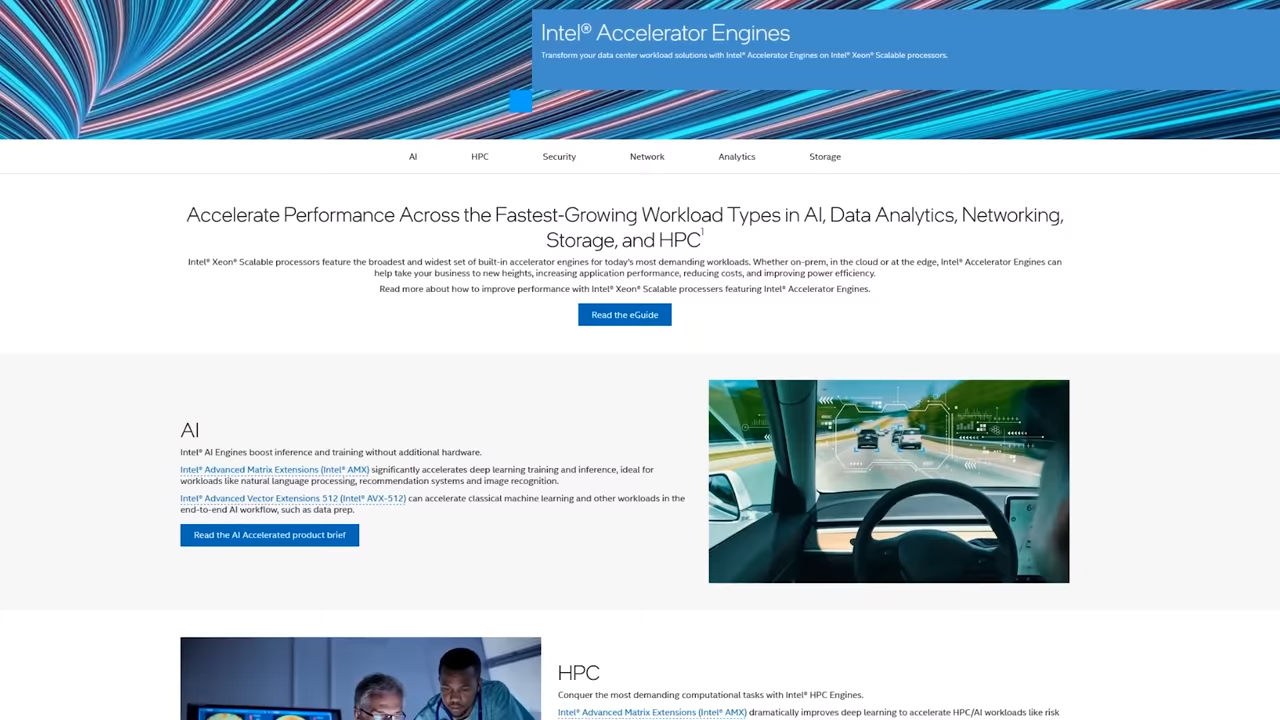 Intel® Accelerator Engines
Transform your data center workload solutions with Intel® Accelerator Engines on Intel® Xeon® Scalable processors.
AI HPC Security Network Analytics Storage
Accelerate Performance Across the Fastest-Growing Workload Types in AI, Data Analytics, Networking,
Storage, and HPC¹
Intel® Xeon® Scalable processors feature the broadest and widest set of built-in accelerator engines for today's most demanding workloads. Whether on-prem, in the cloud or at the edge, Intel® Accelerator Engines can
help take your business to new heights, increasing application performance, reducing costs, and improving power efficiency.
Read more about how to improve performance with Intel® Xeon® Scalable processers featuring Intel® Accelerator Engines.
Read the eGuide
AI
Intel® AI Engines boost inference and training without additional hardware.
Intel® Advanced Matrix Extensions (Intel® AMX) significantly accelerates deep learning training and inference, ideal for
workloads like natural language processing, recommendation systems and image recognition.
Intel® Advanced Vector Extensions 512 (Intel® AVX-512) can accelerate classical machine learning and other workloads in the
end-to-end AI workflow, such as data prep.
Read the AI Accelerated product brief
HPC
Conquer the most demanding computational tasks with Intel® HPC Engines.
Intel® Advanced Matrix Extensions (Intel® AMX) dramatically improves deep learning to accelerate HPC/AI workloads like risk